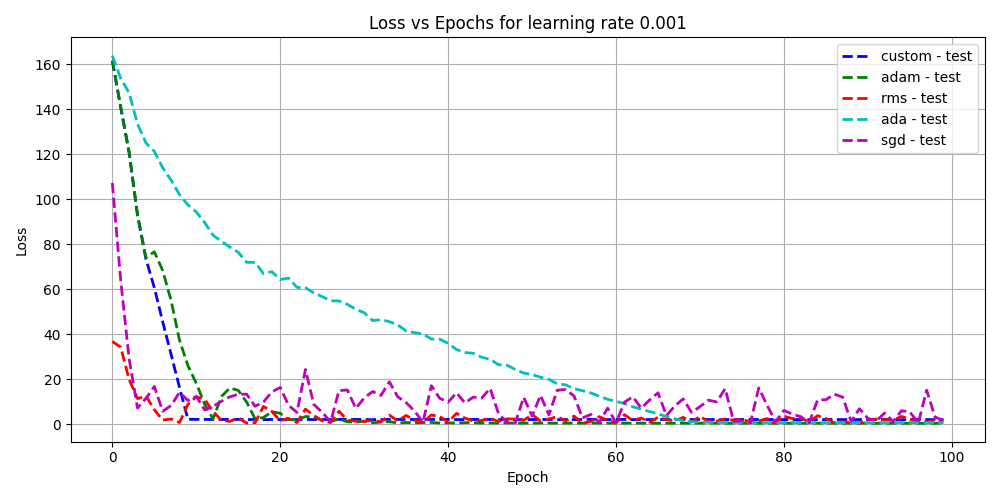 Loss vs Epochs for learning rate 0.001
custom - test
adam - test
rms - test
ada - test
sgd - test
Loss
160
140
120
100
80
60
40
20
0
0 20 40 60 80 100
Epoch